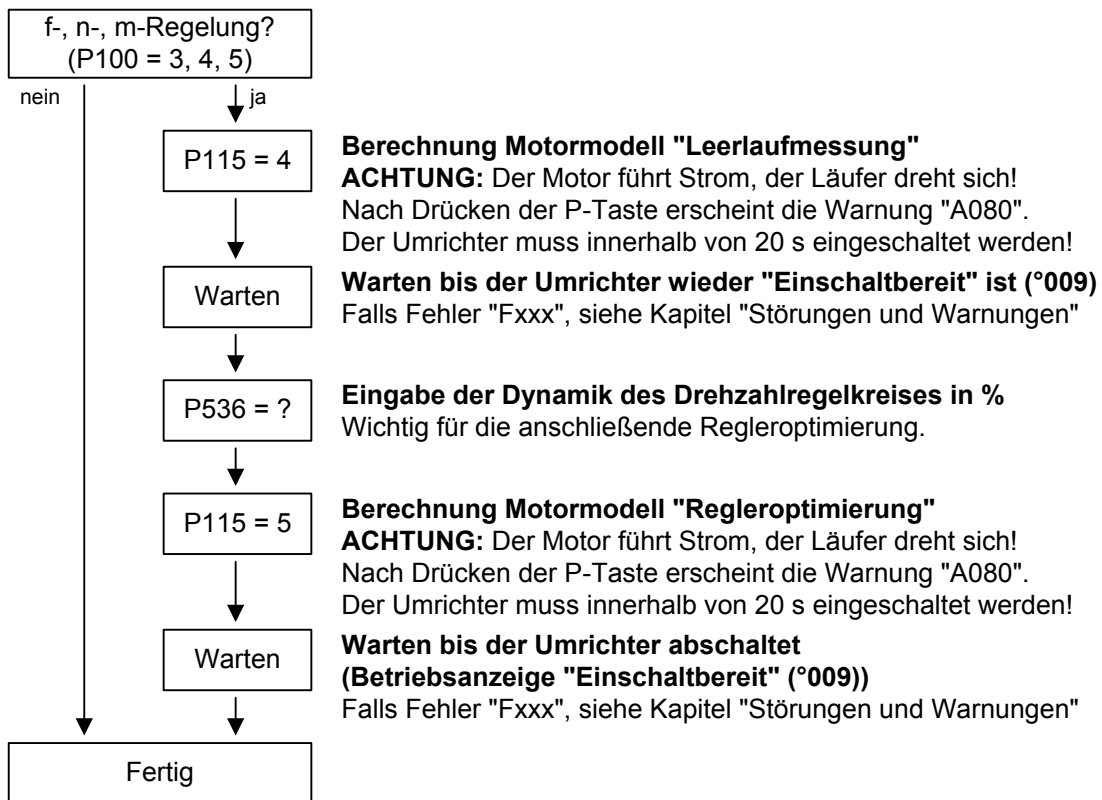 f-, n-, m-Regelung?
(P100 = 3, 4, 5)
nein
ja
P115 = 4
Berechnung Motormodell "Leerlaufmessung"
ACHTUNG: Der Motor führt Strom, der Läufer dreht sich!
Nach Drücken der P-Taste erscheint die Warnung "A080".
Der Umrichter muss innerhalb von 20 s eingeschaltet werden!
Warten
Warten bis der Umrichter wieder "Einschaltbereit" ist (°009)
Falls Fehler "Fxxx", siehe Kapitel "Störungen und Warnungen"
P536 = ?
Eingabe der Dynamik des Drehzahlregelkreises in %
Wichtig für die anschließende Regleroptimierung.
P115 = 5
Berechnung Motormodell "Regleroptimierung"
ACHTUNG: Der Motor führt Strom, der Läufer dreht sich!
Nach Drücken der P-Taste erscheint die Warnung "A080".
Der Umrichter muss innerhalb von 20 s eingeschaltet werden!
Warten
Warten bis der Umrichter abschaltet
(Betriebsanzeige "Einschaltbereit" (°009))
Falls Fehler "Fxxx", siehe Kapitel "Störungen und Warnungen"
Fertig